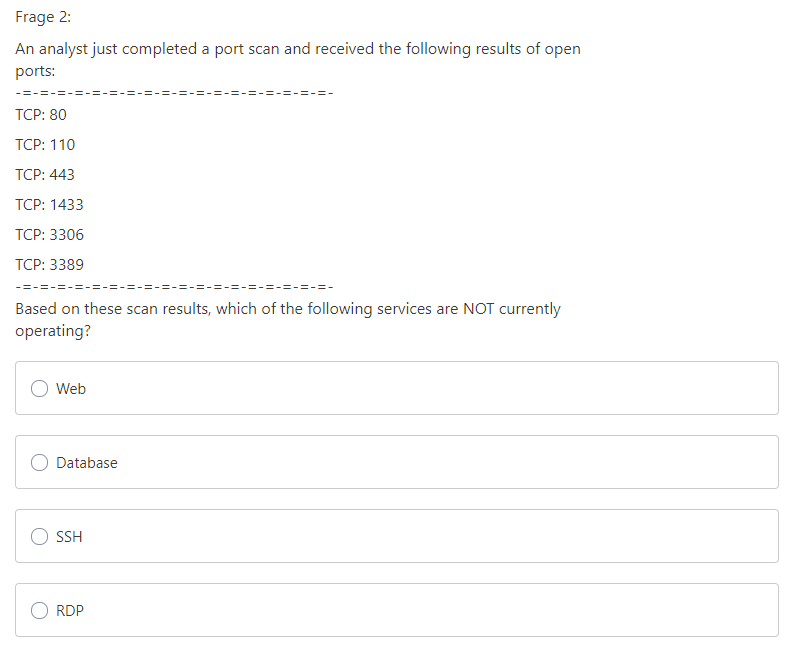 Frage 2:
An analyst just completed a port scan and received the following results of open
ports:
-=-=-=-=-=-=-=-=-=-=-=-=-=-=-=-=-=-=-
TCP: 80
TCP: 110
TCP: 443
TCP: 1433
TCP: 3306
TCP: 3389
-=-=-=-=-=-=-=-=-=-=-=-=-=-=-=-=-=-=-
Based on these scan results, which of the following services are NOT currently
operating?
Web
Database
SSH
RDP